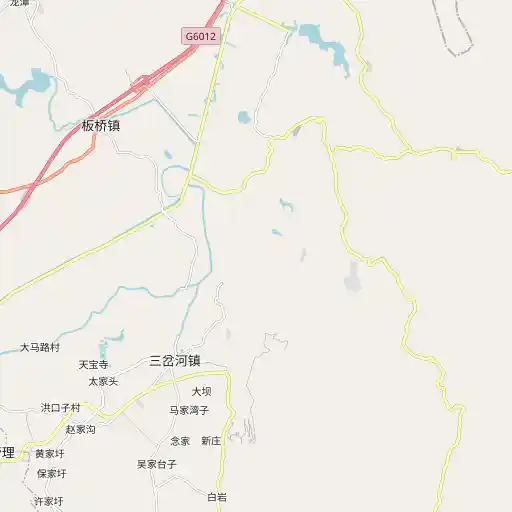 龙潭
G6012
板桥镇
大马路村
三岔河镇
天宝寺
太家头
大坝
洪口子村
马家湾子
赵家沟
念家
新庄
黄家圩
理
吴家台子
保家圩
白岩
许家圩